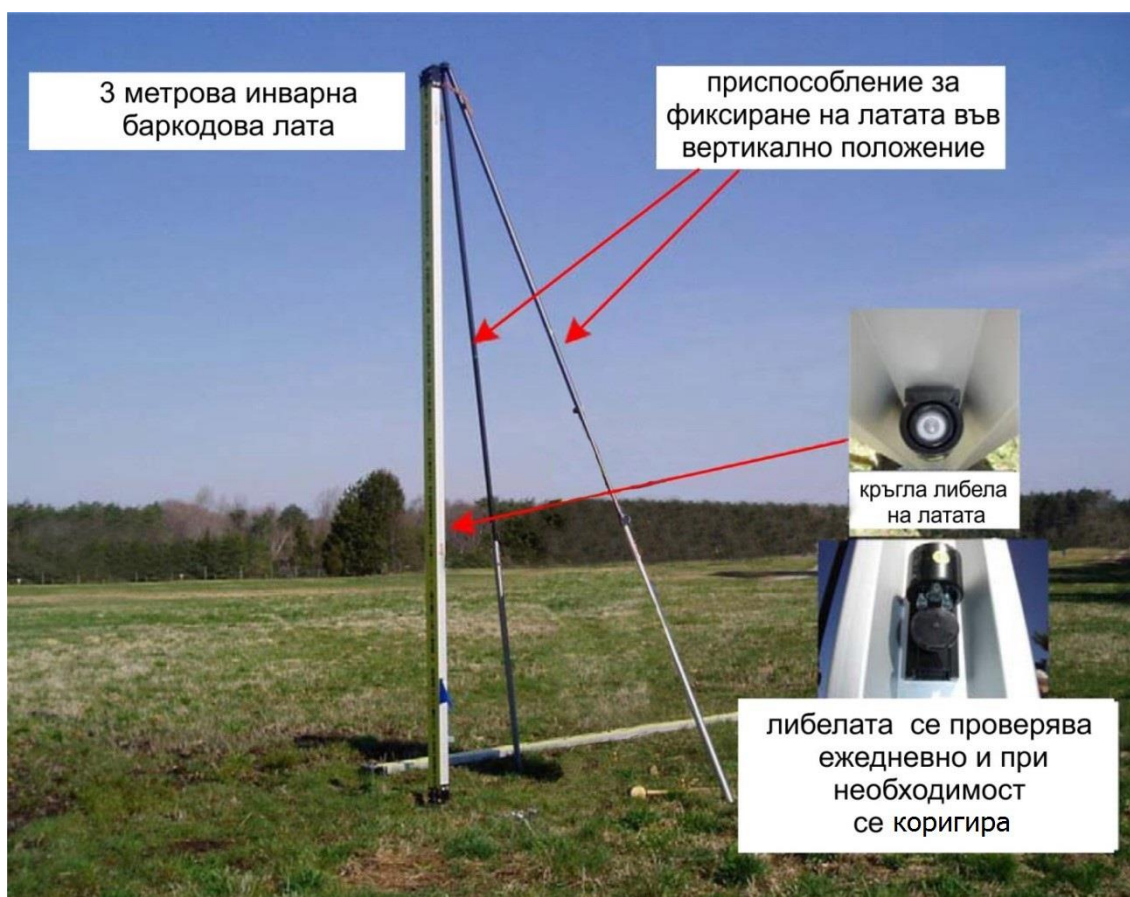 3 метрова инварна
баркодова лата
приспособление за
фиксиране на латата във
вертикално положение
кръгла либела
на латата
либелата се проверява
ежедневно и при
необходимост
се коригира